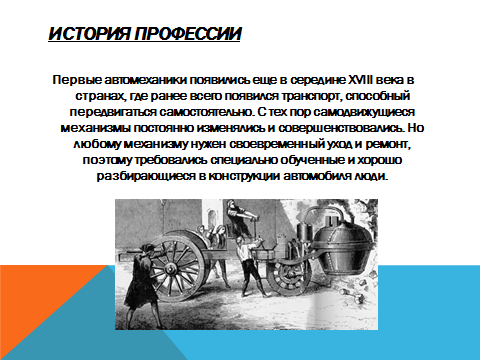 ИСТОРИЯ ПРОФЕССИИ
Первые автомеханики появились еще в середине XVIII века в
странах, где ранее всего появился транспорт, способный
передвигаться самостоятельно. С тех пор самодвижущиеся
механизмы постоянно изменялись и совершенствовались. Но
любому механизму нужен своевременный уход и ремонт,
поэтому требовались специально обученные и хорошо
разбирающиеся в конструкции автомобиля люди.